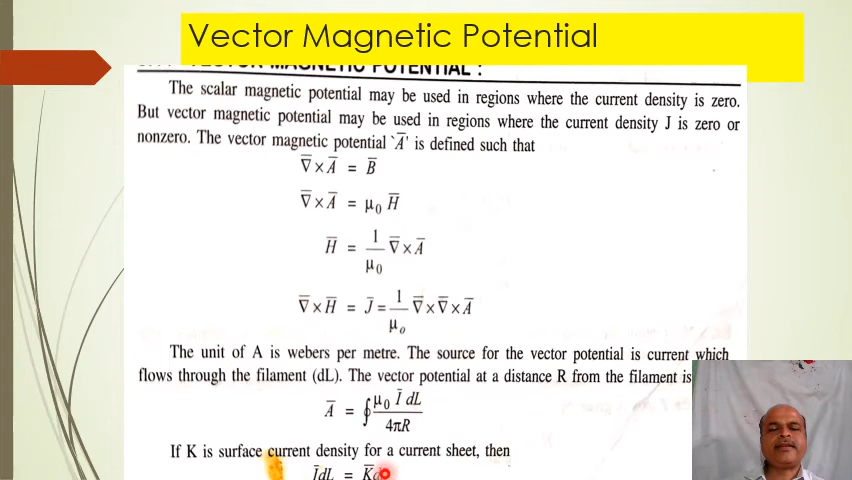 Vector Magnetic Potential
VECTOR MAGNETIC POTENTIAL :
The scalar magnetic potential may be used in regions where the current density is zero.
But vector magnetic potential may be used in regions where the current density J is zero or
nonzero. The vector magnetic potential `A̅' is defined such that
∇̅ × A̅ = B̅
∇̅ × A̅ = μ₀ H̅
H̅ = 1/μ₀ ∇̅ × A̅
∇̅ × H̅ = J̅ = 1/μ₀ ∇̅ × ∇̅ × A̅
The unit of A is webers per metre. The source for the vector potential is current which
flows through the filament (dL). The vector potential at a distance R from the filament is
A̅ = ∮ μ₀ I̅ dL / 4πR
If K is surface current density for a current sheet, then
I̅dL = K̅